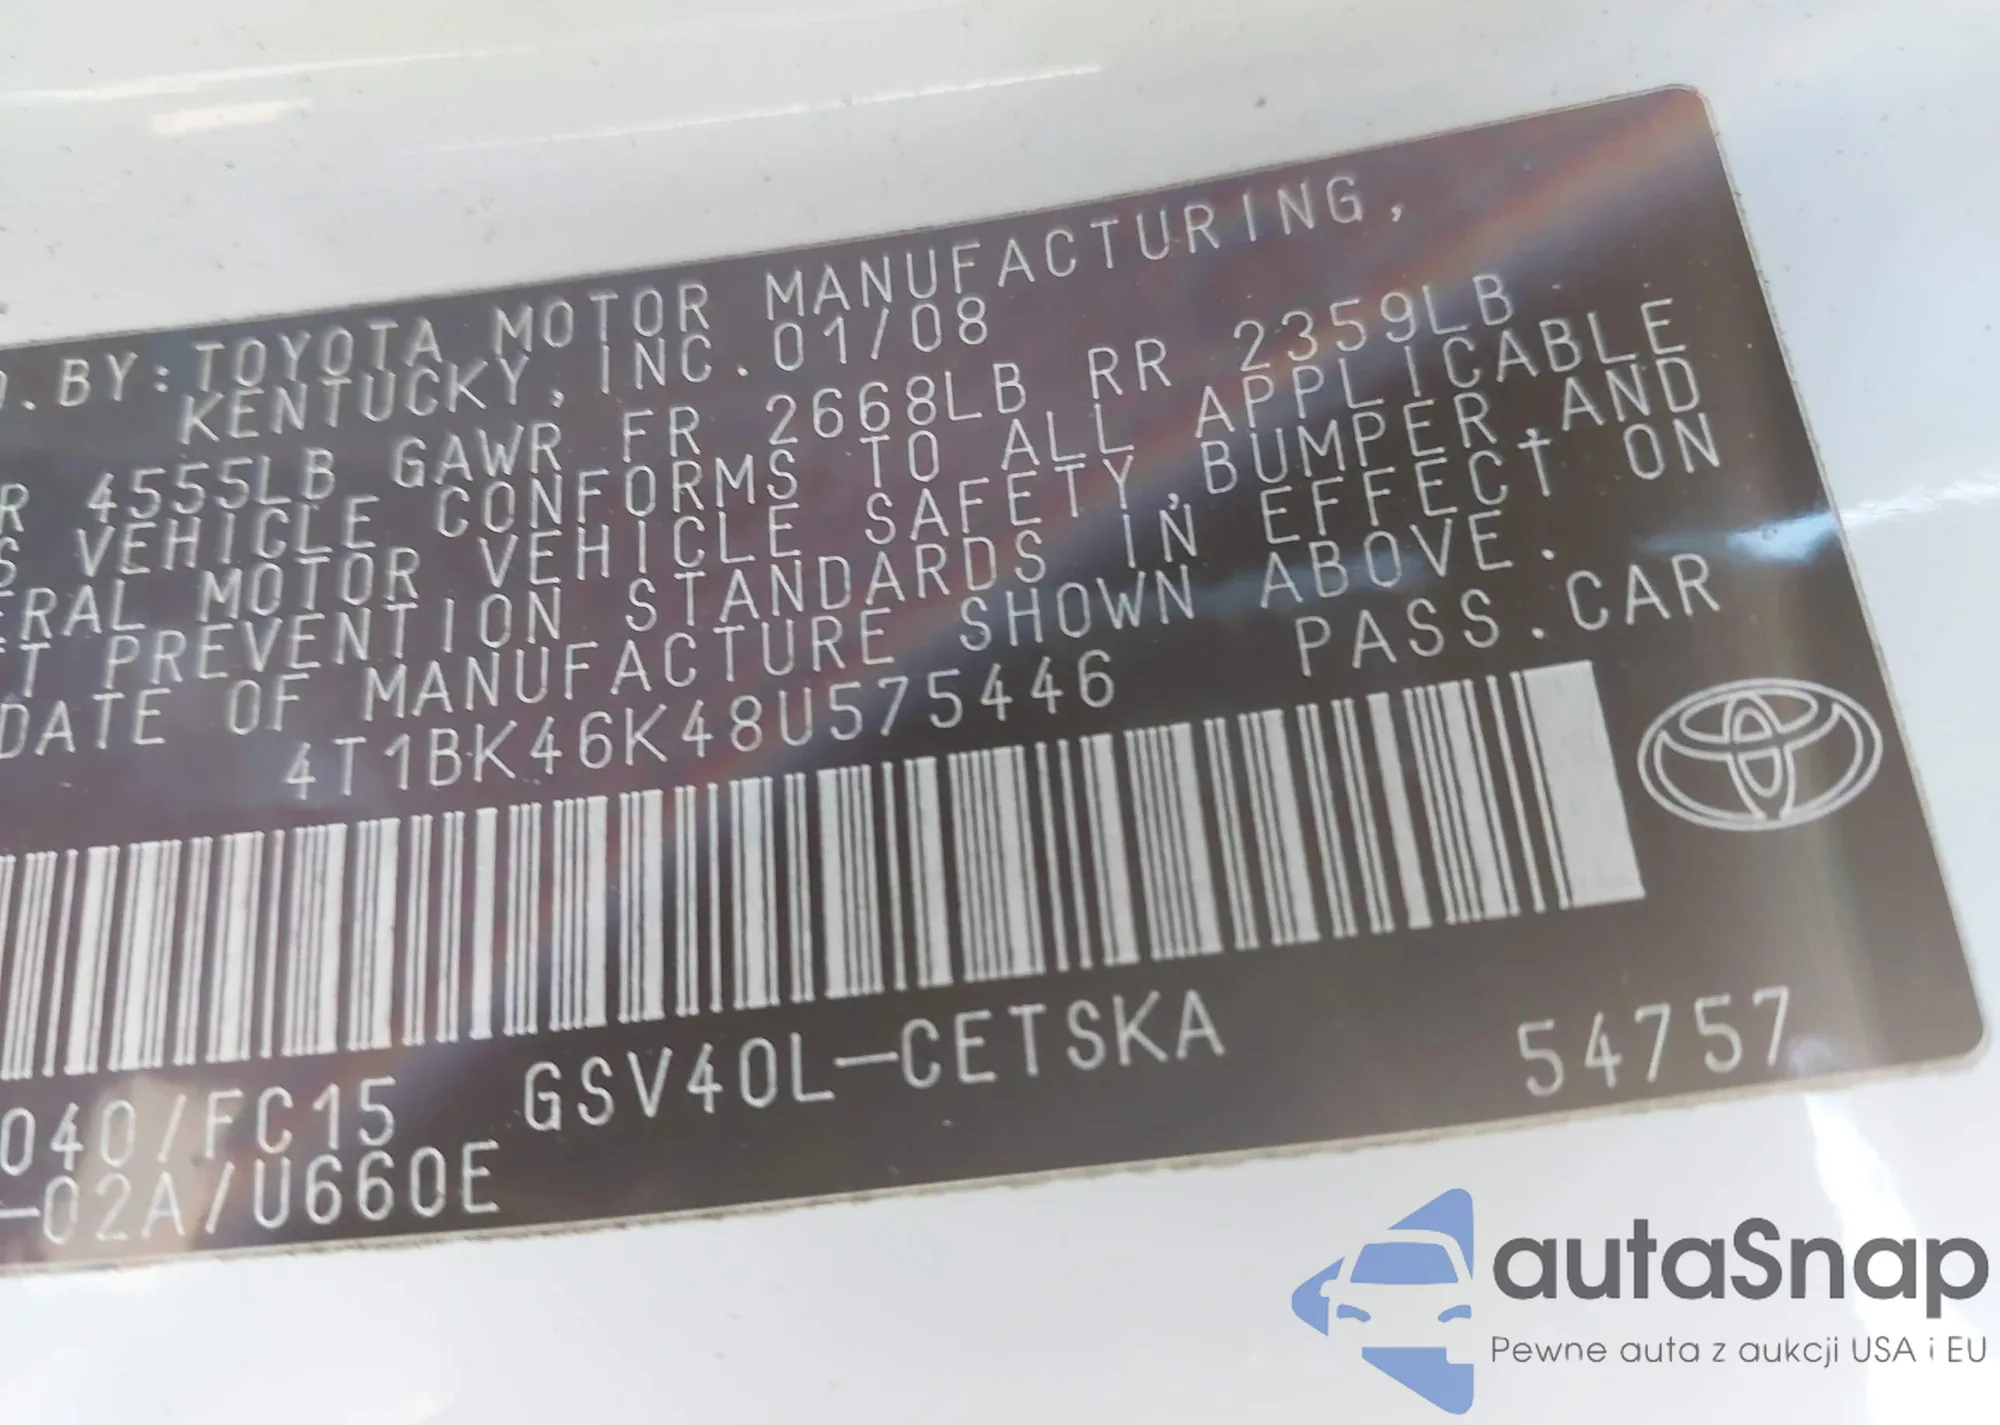 D. BY: TOYOTA MOTOR MANUFACTURING,
KENTUCKY, INC. 01/08
R 4555LB GAWR FR 2668LB RR 2359LB
S VEHICLE CONFORMS TO ALL APPLICABLE
ERAL MOTOR VEHICLE SAFETY, BUMPER, AND
FT PREVENTION STANDARDS IN EFFECT ON
DATE OF MANUFACTURE SHOWN ABOVE.
4T1BK46K48U575446 PASS. CAR
040/FC15 GSV40L-CETSKA 54757
-02A/U660E
autaSnap
Pewne auta z aukcji USA i EU